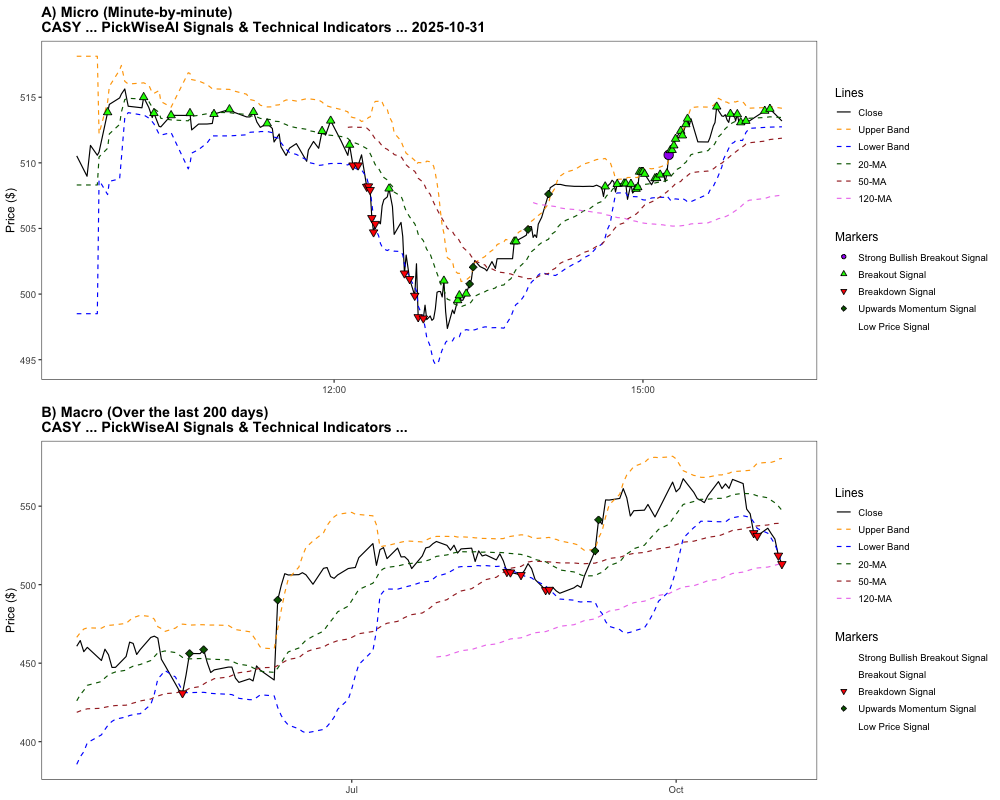 A) Micro (Minute-by-minute)
CASY ... PickWiseAI Signals & Technical Indicators ... 2025-10-31
Price ($)
515
510
505
500
495
12:00
15:00
Lines
Close
Upper Band
Lower Band
20-MA
50-MA
120-MA
Markers
Strong Bullish Breakout Signal
Breakout Signal
Breakdown Signal
Upwards Momentum Signal
Low Price Signal
B) Macro (Over the last 200 days)
CASY ... PickWiseAI Signals & Technical Indicators ...
Price ($)
550
500
450
400
Jul
Oct
Lines
Close
Upper Band
Lower Band
20-MA
50-MA
120-MA
Markers
Strong Bullish Breakout Signal
Breakout Signal
Breakdown Signal
Upwards Momentum Signal
Low Price Signal